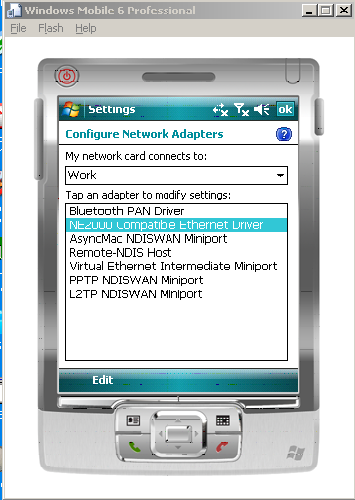 Windows Mobile 6 Professional
File Flash Help
Settings ok
Configure Network Adapters ?
My network card connects to:
Work
Tap an adapter to modify settings:
Bluetooth PAN Driver
NE2000 Compatibe Ethernet Driver
AsyncMac NDISWAN Miniport
Remote-NDIS Host
Virtual Ethernet Intermediate Miniport
PPTP NDISWAN Miniport
L2TP NDISWAN Miniport
Edit